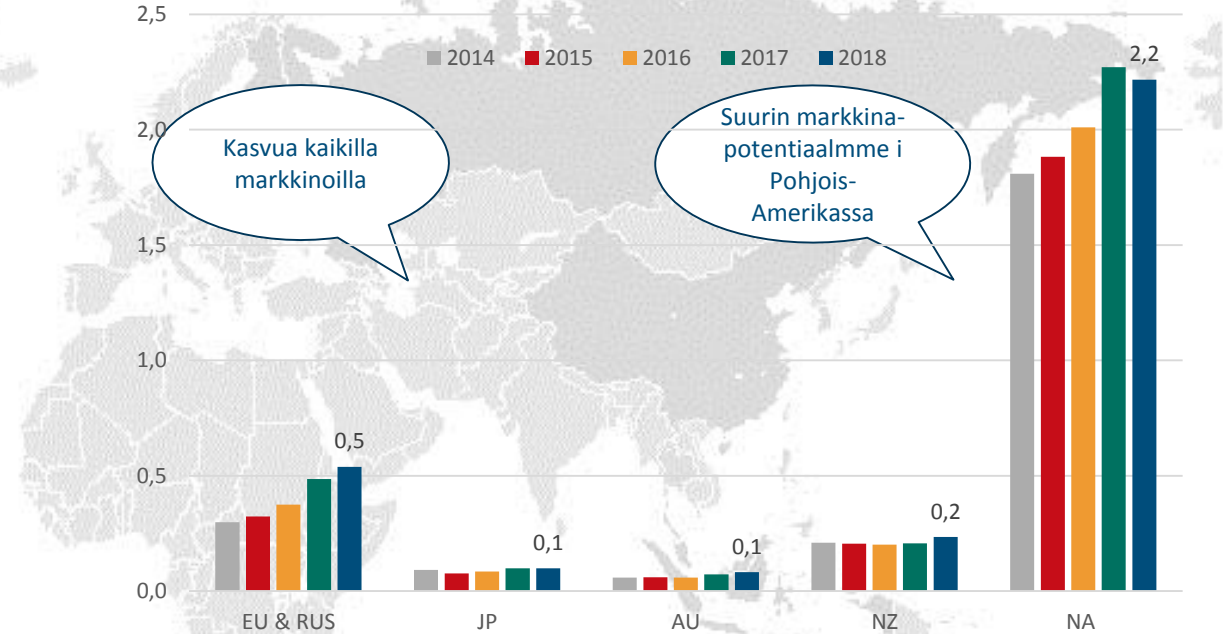 2,5
2014 2015 2016 2017 2018
2,2
2,0
Kasvua kaikilla
markkinoilla
Suurin markkina-
potentiaalmme i
Pohjois-
Amerikassa
1,5
1,0
0,5
0,5
0,1
0,1
0,2
0,0
EU & RUS JP AU NZ NA